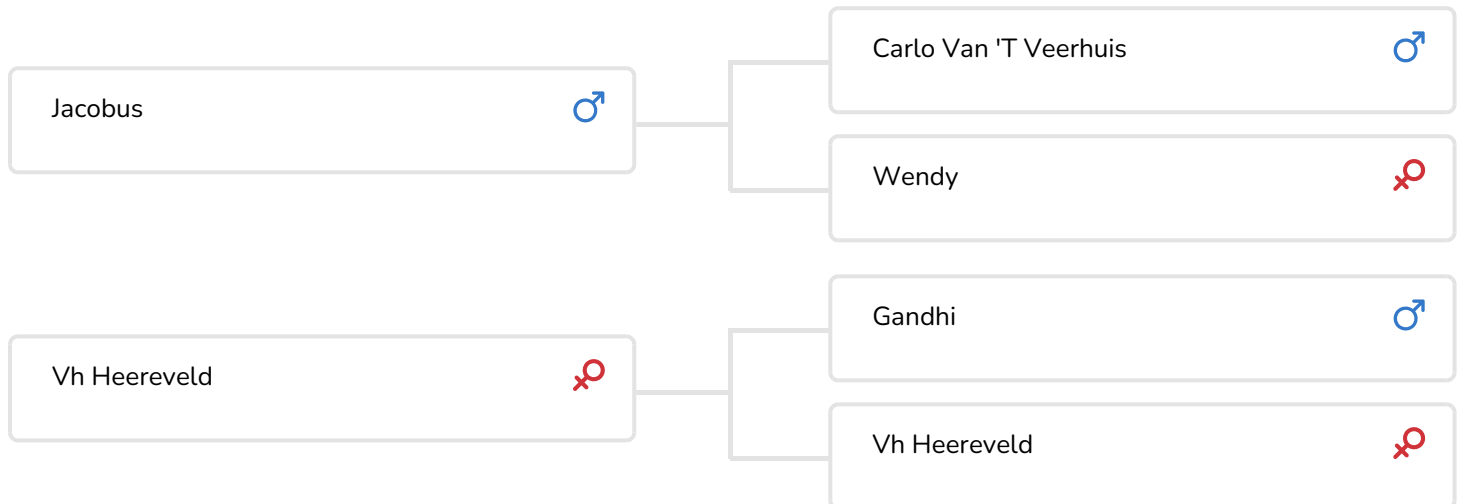 Carlo Van 'T Veerhuis
Jacobus
Wendy
Gandhi
Vh Heereveld
Vh Heereveld